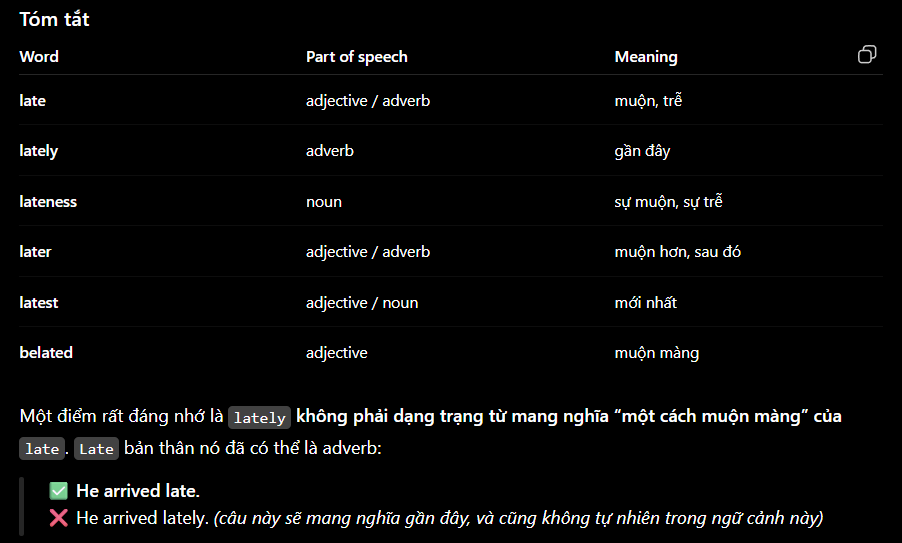 Tóm tắt
Word Part of speech Meaning
late adjective / adverb muộn, trễ
lately adverb gần đây
lateness noun sự muộn, sự trễ
later adjective / adverb muộn hơn, sau đó
latest adjective / noun mới nhất
belated adjective muộn màng
Một điểm rất đáng nhớ là lately không phải dạng trạng từ mang nghĩa “một cách muộn màng” của
late. Late bản thân nó đã có thể là adverb:
✅ He arrived late.
❌ He arrived lately. (câu này sẽ mang nghĩa gần đây, và cũng không tự nhiên trong ngữ cảnh này)